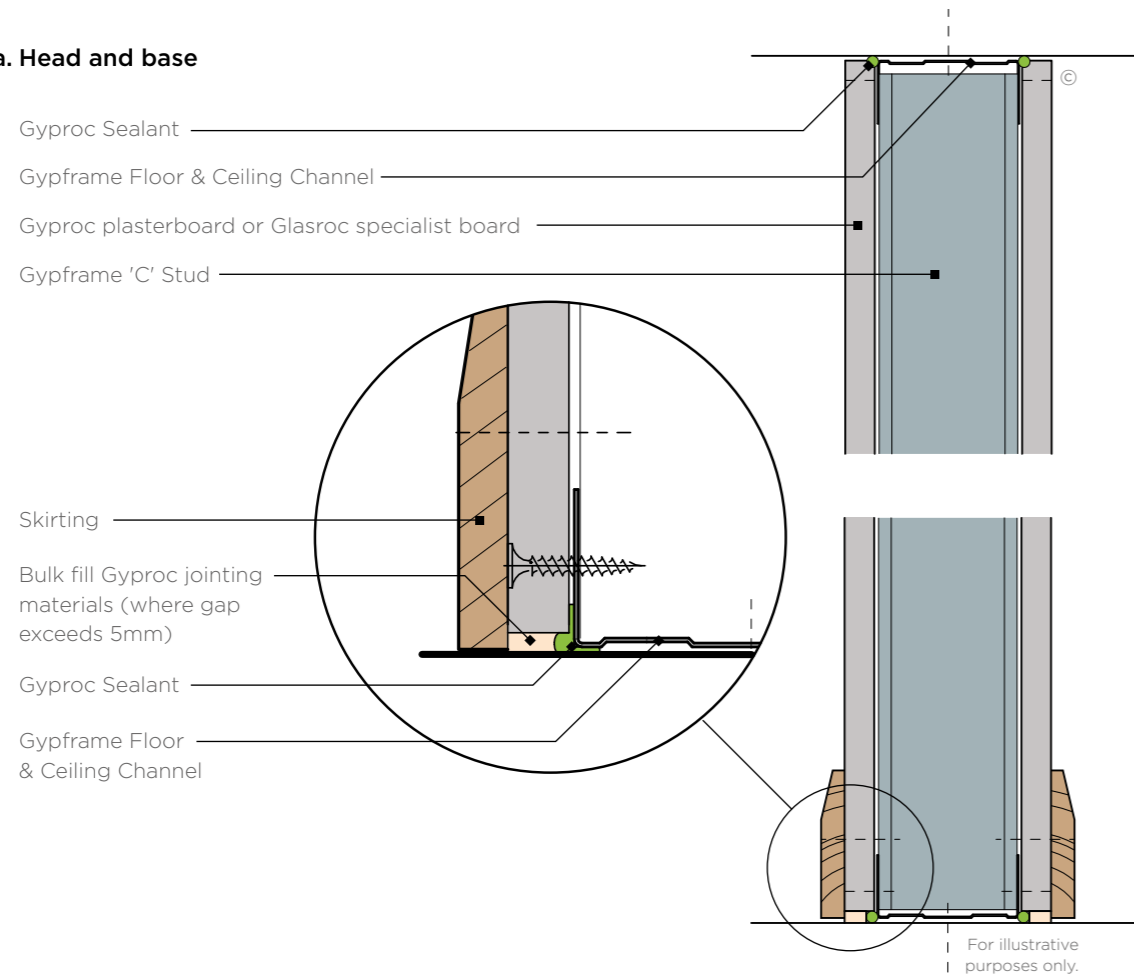 a. Head and base
©
Gyproc Sealant
Gypframe Floor & Ceiling Channel
Gyproc plasterboard or Glasroc specialist board
Gypframe 'C' Stud
Skirting
Bulk fill Gyproc jointing
materials (where gap
exceeds 5mm)
Gyproc Sealant
Gypframe Floor
& Ceiling Channel
For illustrative
purposes only.